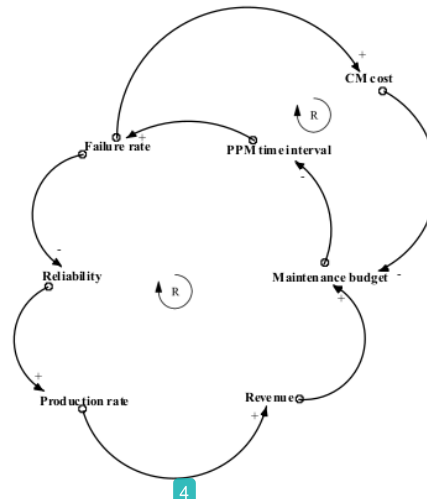 +
CM cost
R
Failure rate
+
PPM time interval
-
-
Reliability
R
Maintenance budget
-
+
+
Production rate
Revenue
+
4